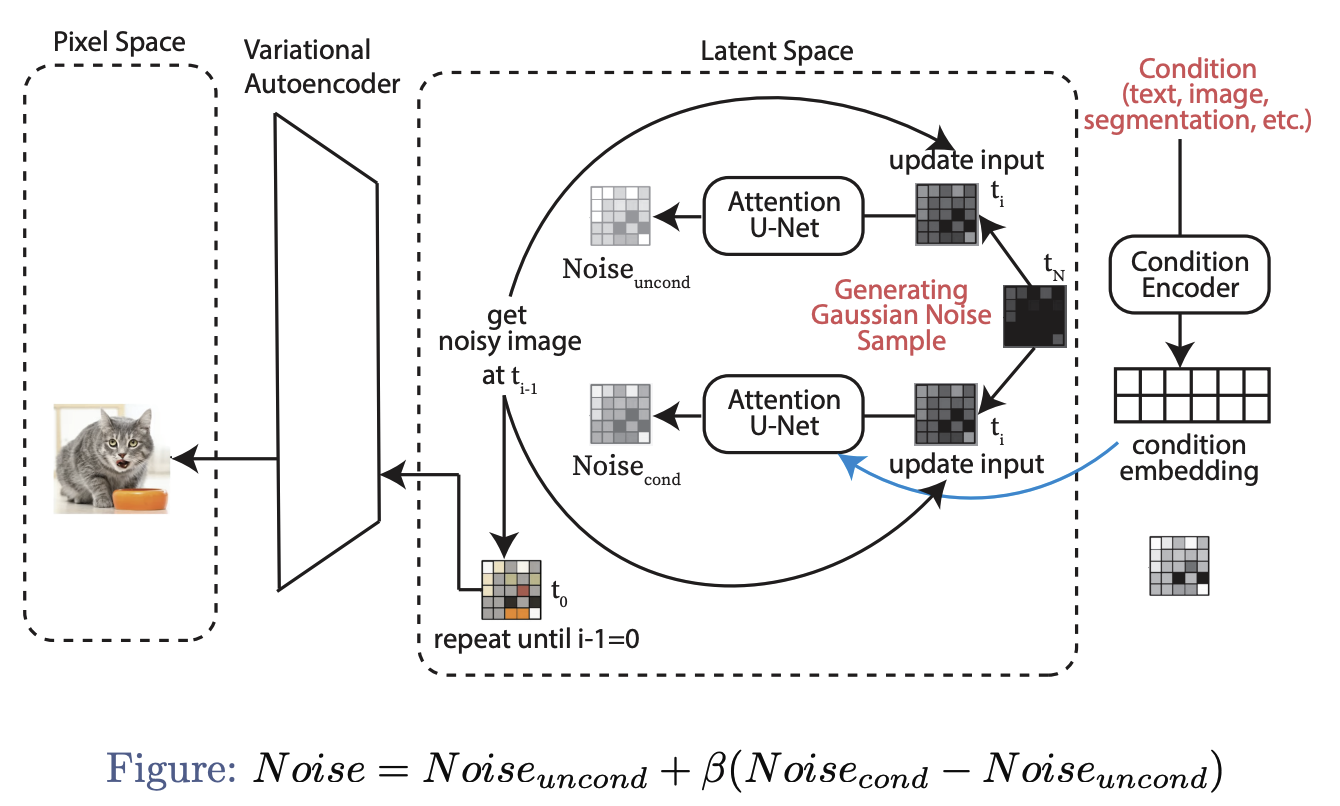 Pixel Space
Variational
Autoencoder
Latent Space
Condition
(text, image,
segmentation, etc.)
update input
t_i
Attention
U-Net
Noise_uncond
t_N
Condition
Encoder
Generating
Gaussian Noise
Sample
get
noisy image
at t_i-1
Attention
U-Net
t_i
Noise_cond
update input
condition
embedding
t_0
repeat until i-1=0
Figure: Noise = Noise_uncond + β(Noise_cond − Noise_uncond)